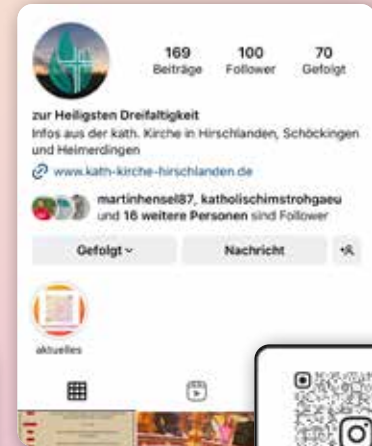 169 100 70
Beiträge Follower Gefolgt
zur Heiligsten Dreifaltigkeit
Infos aus der kath. Kirche in Hirschlanden, Schöckingen
und Heimerdingen
www.kath-kirche-hirschlanden.de
martinhensel87, katholischimstrohgaeu
und 16 weitere Personen sind Follower
Gefolgt Nachricht
aktuelles